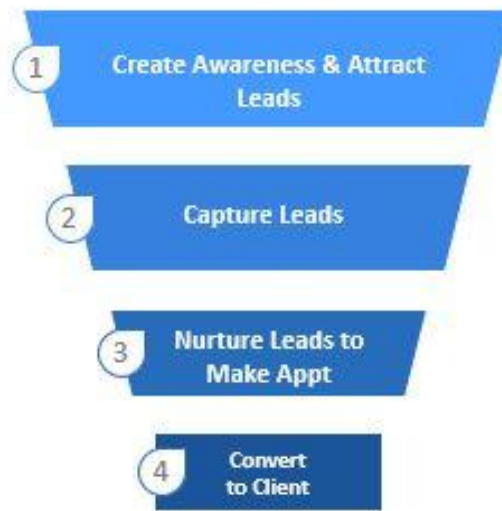 1
Create Awareness & Attract
Leads
2
Capture Leads
3
Nurture Leads to
Make Appt
4
Convert
to Client